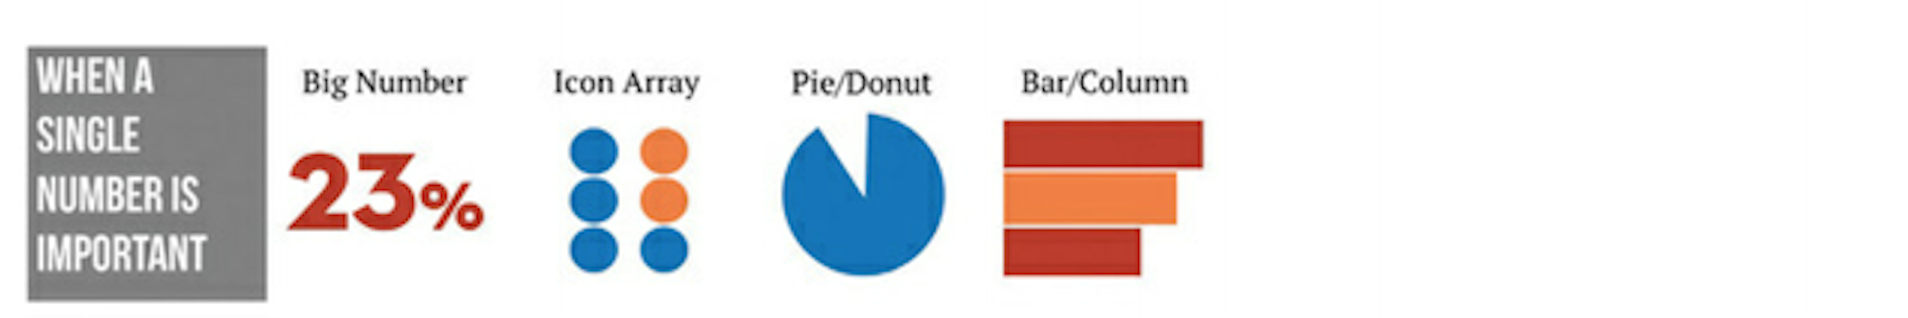 WHEN A
SINGLE
NUMBER IS
IMPORTANT
Big Number
23%
Icon Array
Pie/Donut
Bar/Column